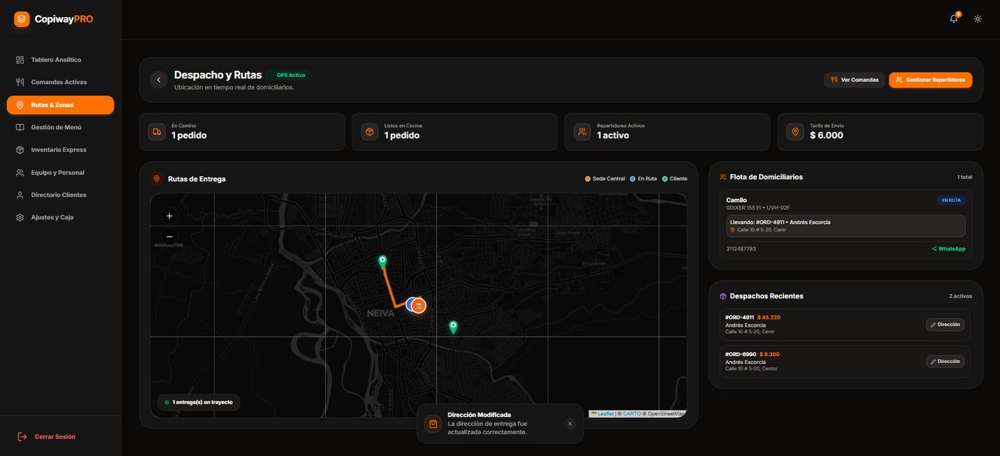 CopiwayPRO
3
Tablero Analítico
Comandas Activas
Rutas & Zonas
Gestión de Menú
Inventario Express
Equipo y Personal
Directorio Clientes
Ajustes y Caja
Cerrar Sesión
Despacho y Rutas
GPS Activo
Ubicación en tiempo real de domiciliarios.
Ver Comandas
Gestionar Repartidores
En Camino
1 pedido
Listos en Cocina
1 pedido
Repartidores Activos
1 activo
Tarifa de Envío
$ 6.000
Rutas de Entrega
Sede Central
En Ruta
Cliente
+
−
NEIVA
1 entrega(s) en trayecto
Leaflet | © CARTO © OpenStreetMap
Flota de Domiciliarios
1 total
Camilo
EN RUTA
GIXXER 155 FI • UVH-02F
Llevando: #ORD-4911 • Andrés Escorcia
Calle 10 # 5-20, Centr
3112487793
WhatsApp
Despachos Recientes
2 activos
#ORD-4911 $ 45.220
Andrés Escorcia
Calle 10 # 5-20, Centr
Dirección
#ORD-6990 $ 8.300
Andrés Escorcia
Calle 10 # 5-20, Centro
Dirección
Dirección Modificada
La dirección de entrega fue
actualizada correctamente.